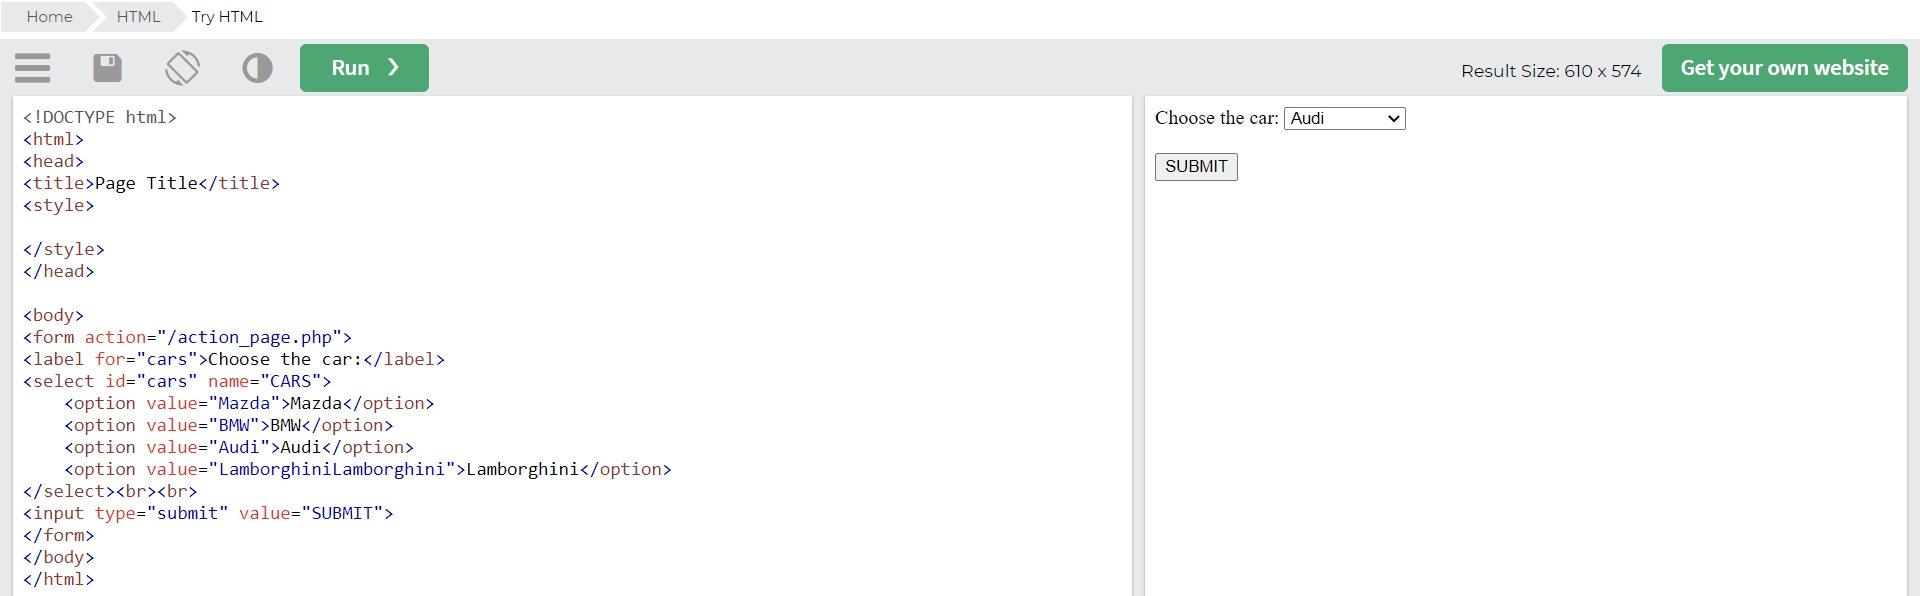 Home HTML Try HTML
Run ❯ Result Size: 610 x 574 Get your own website
<!DOCTYPE html>
<html>
<head>
<title>Page Title</title>
<style>
</style>
</head>
<body>
<form action="/action_page.php">
<label for="cars">Choose the car:</label>
<select id="cars" name="CARS">
<option value="Mazda">Mazda</option>
<option value="BMW">BMW</option>
<option value="Audi">Audi</option>
<option value="LamborghiniLamborghini">Lamborghini</option>
</select><br><br>
<input type="submit" value="SUBMIT">
</form>
</body>
</html>
Choose the car: Audi
SUBMIT